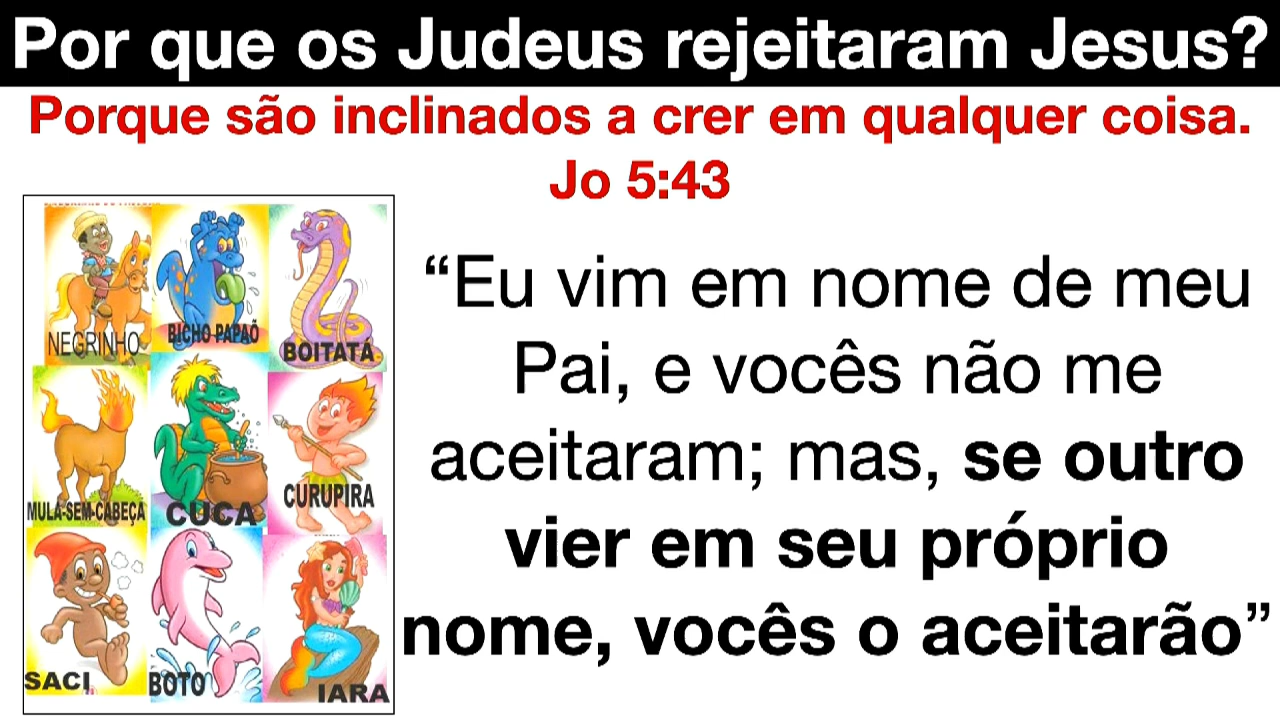 Por que os Judeus rejeitaram Jesus?
Porque são inclinados a crer em qualquer coisa.
Jo 5:43
NEGRINHO
BICHO PAPAÕ
BOITATÁ
MULA-SEM-CABEÇA
CUCA
CURUPIRA
SACI
BOTO
IARA
“Eu vim em nome de meu
Pai, e vocês não me
aceitaram; mas, se outro
vier em seu próprio
nome, vocês o aceitarão”